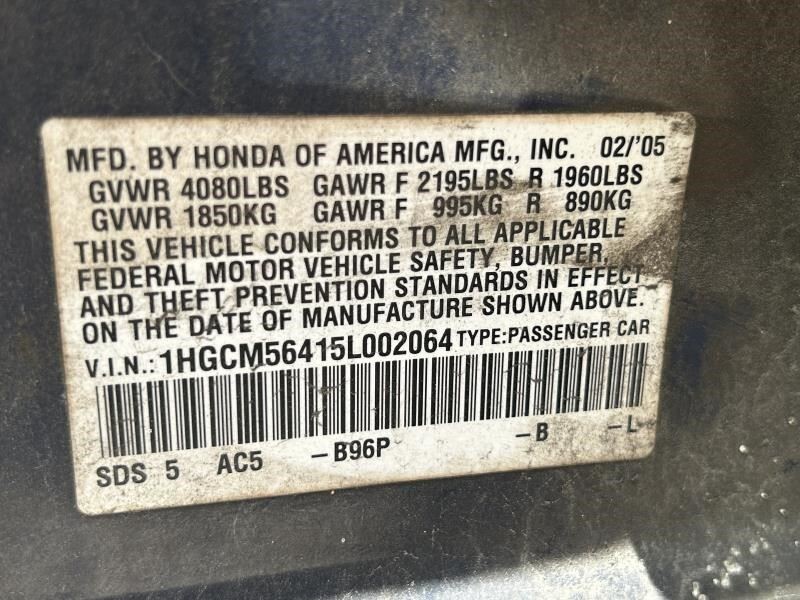 MFD. BY HONDA OF AMERICA MFG., INC. 02/'05
GVWR 4080LBS GAWR F 2195LBS R 1960LBS
GVWR 1850KG GAWR F 995KG R 890KG
THIS VEHICLE CONFORMS TO ALL APPLICABLE
FEDERAL MOTOR VEHICLE SAFETY, BUMPER,
AND THEFT PREVENTION STANDARDS IN EFFECT
ON THE DATE OF MANUFACTURE SHOWN ABOVE.
V.I.N.: 1HGCM56415L002064 TYPE:PASSENGER CAR
SDS 5 AC5 –B96P –B –L